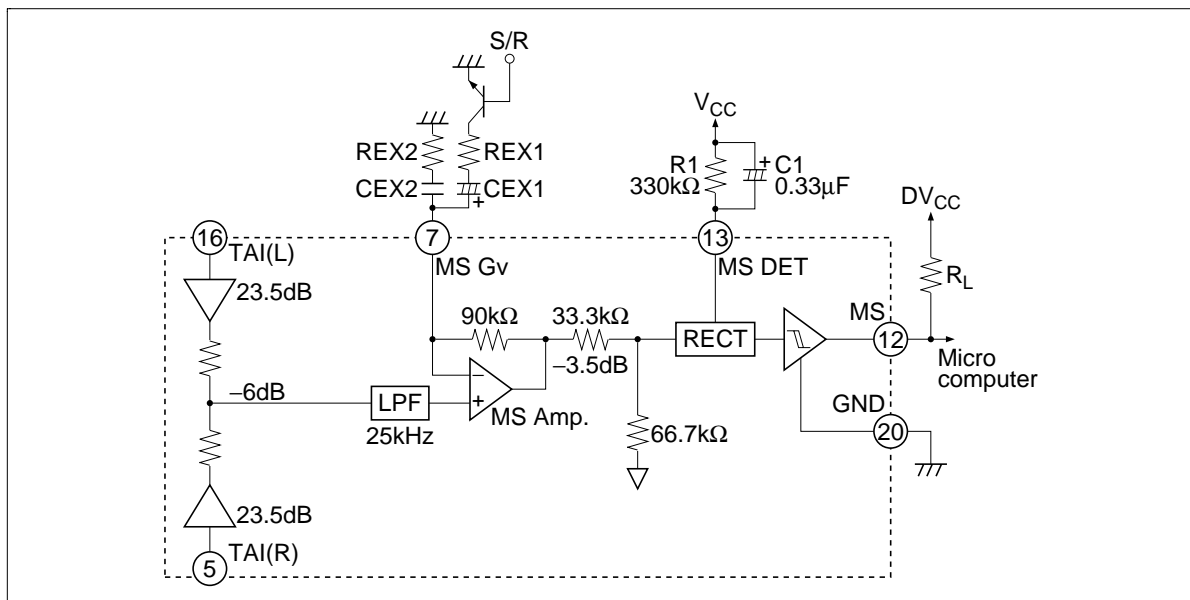 S/R
VCC
REX2
REX1
R1
330kΩ
C1
0.33μF
CEX2
CEX1
+
+
DVCC
16
TAI(L)
7
MS Gv
13
MS DET
RL
23.5dB
90kΩ
33.3kΩ
RECT
MS
12
Micro
computer
–6dB
–3.5dB
LPF
25kHz
–
+
MS Amp.
GND
20
66.7kΩ
23.5dB
TAI(R)
5